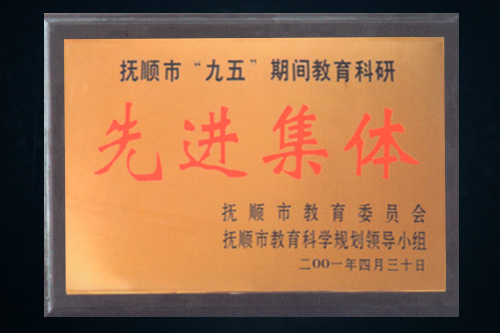 抚顺市“九五”期间教育科研
先进集体
抚顺市教育委员会
抚顺市教育科学规划领导小组
二00一年四月三十日